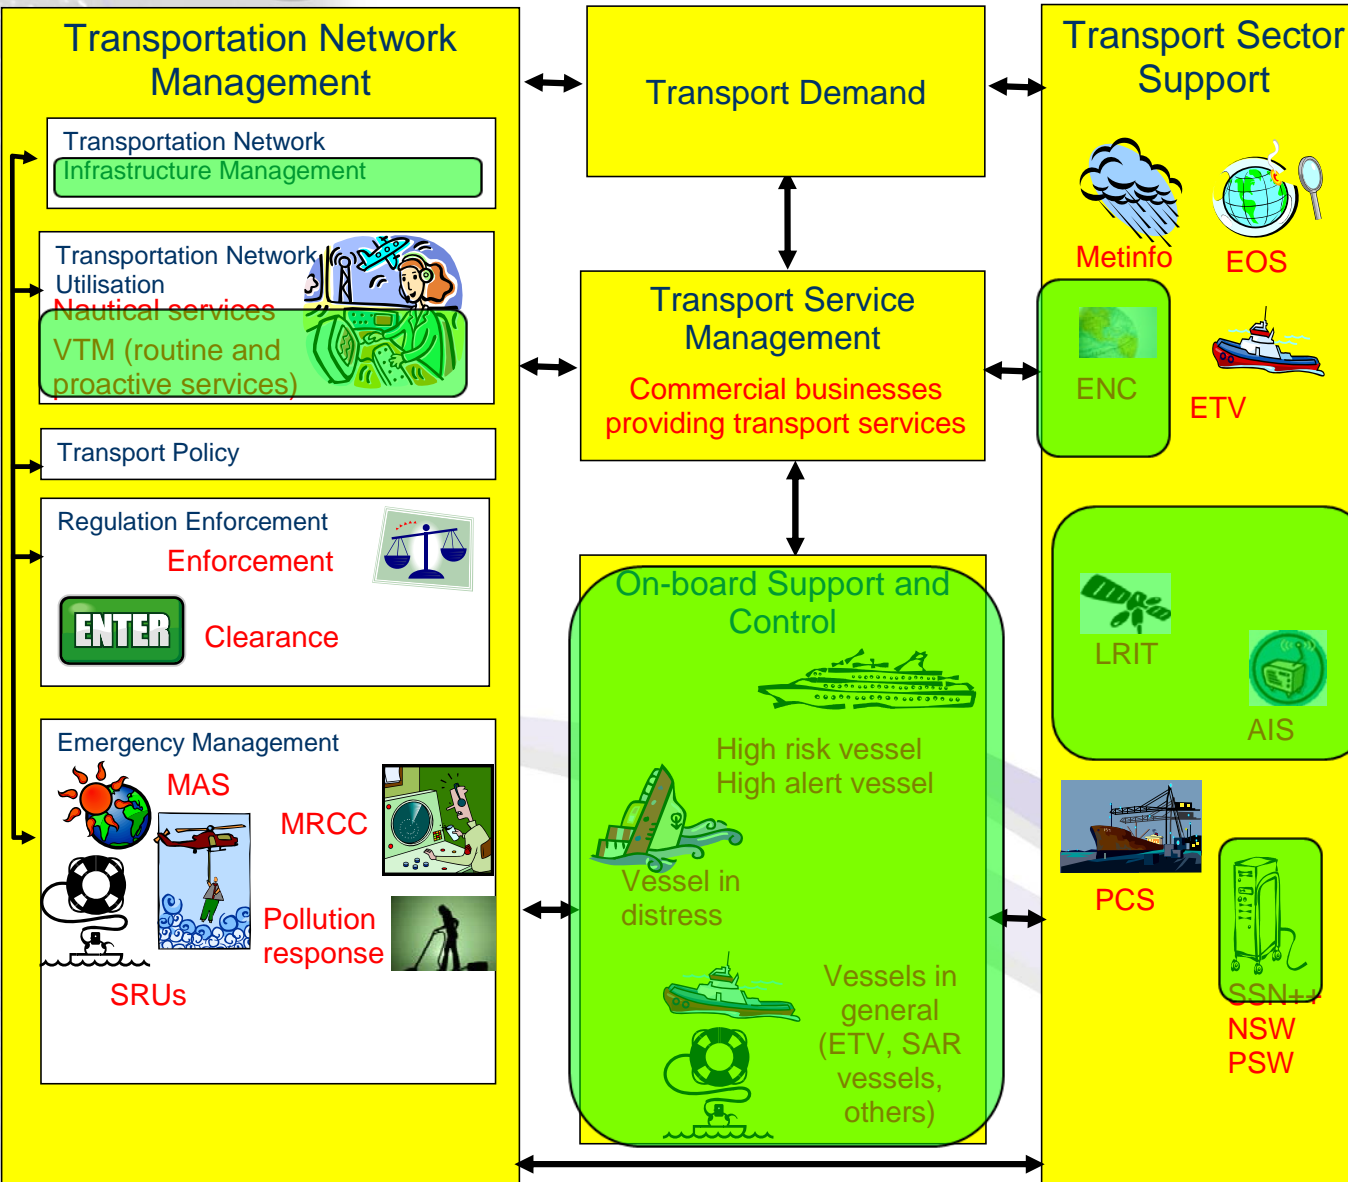 Transportation Network
Management
Transportation Network
Infrastructure Management
Transportation Network
Utilisation
Nautical services
VTM (routine and
proactive services)
Transport Policy
Regulation Enforcement
Enforcement
ENTER
Clearance
Emergency Management
MAS
MRCC
Pollution
response
SRUs
Transport Demand
Transport Service
Management
Commercial businesses
providing transport services
On-board Support and
Control
High risk vessel
High alert vessel
Vessel in
distress
Vessels in
general
(ETV, SAR
vessels,
others)
Transport Sector
Support
Metinfo
EOS
ENC
ETV
LRIT
AIS
PCS
SSN++
NSW
PSW